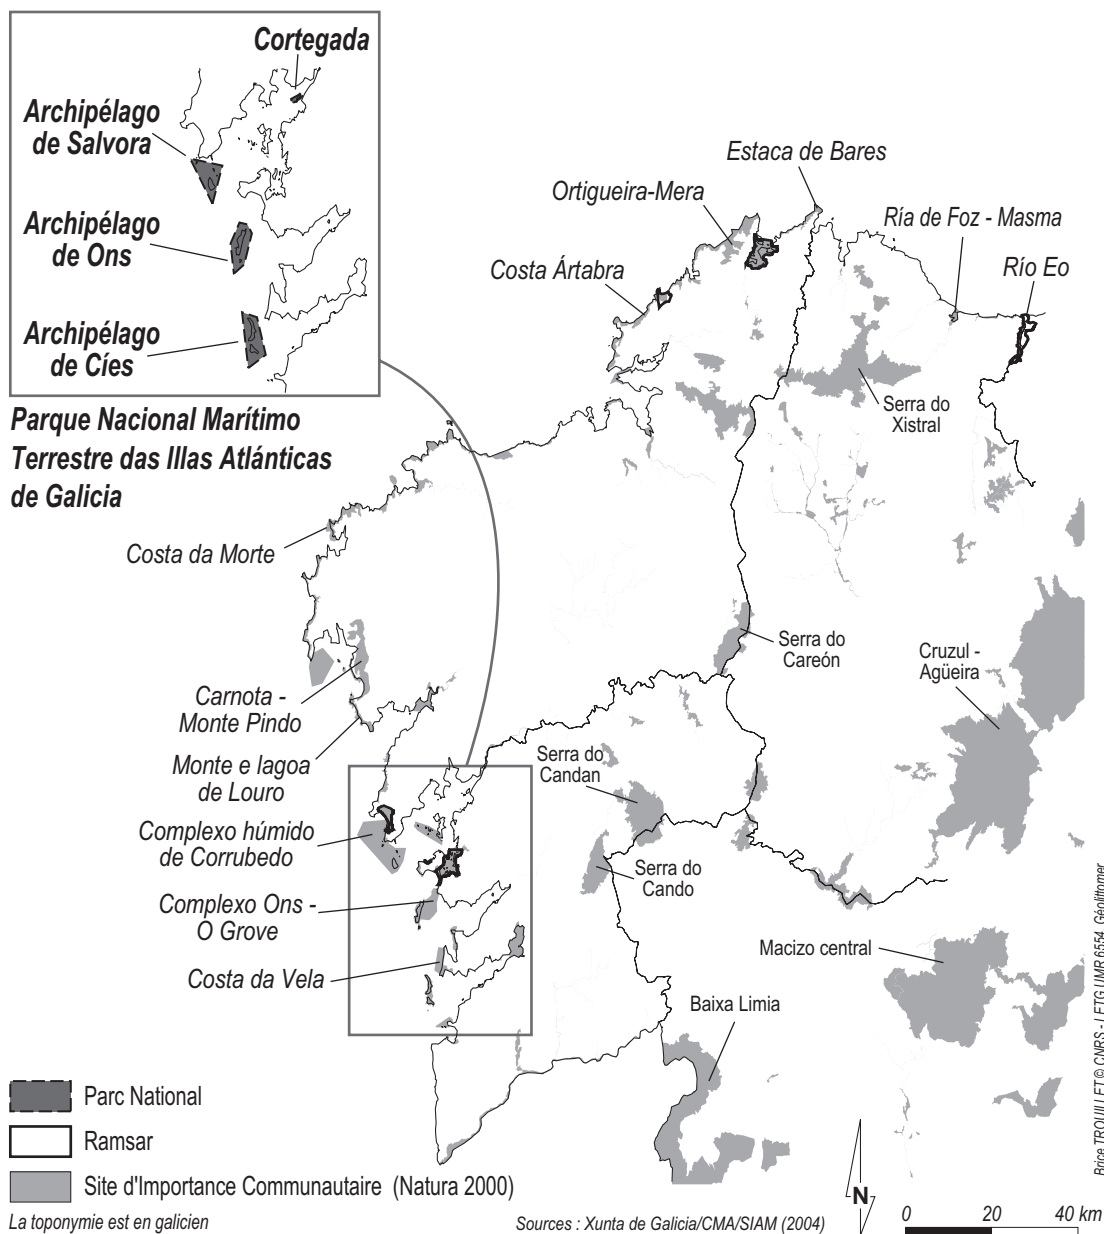 Cortegada
Archipélago
de Salvora
Archipélago
de Ons
Archipélago
de Cíes
Parque Nacional Marítimo
Terrestre das Illas Atlánticas
de Galicia
Estaca de Bares
Ortigueira-Mera
Ría de Foz - Masma
Río Eo
Costa Ártabra
Serra do
Xistral
Costa da Morte
Serra do
Careón
Cruzul -
Agüeira
Carnota -
Monte Pindo
Monte e lagoa
de Louro
Serra do
Candan
Complexo húmido
de Corrubedo
Serra do
Cando
Complexo Ons -
O Grove
Macizo central
Costa da Vela
Baixa Limia
Parc National
Ramsar
Site d'Importance Communautaire (Natura 2000)
La toponymie est en galicien
Sources : Xunta de Galicia/CMA/SIAM (2004)
N
0 20 40 km
Brice TROUILLET © CNRS - LETG UMR 6554, Géolittomer